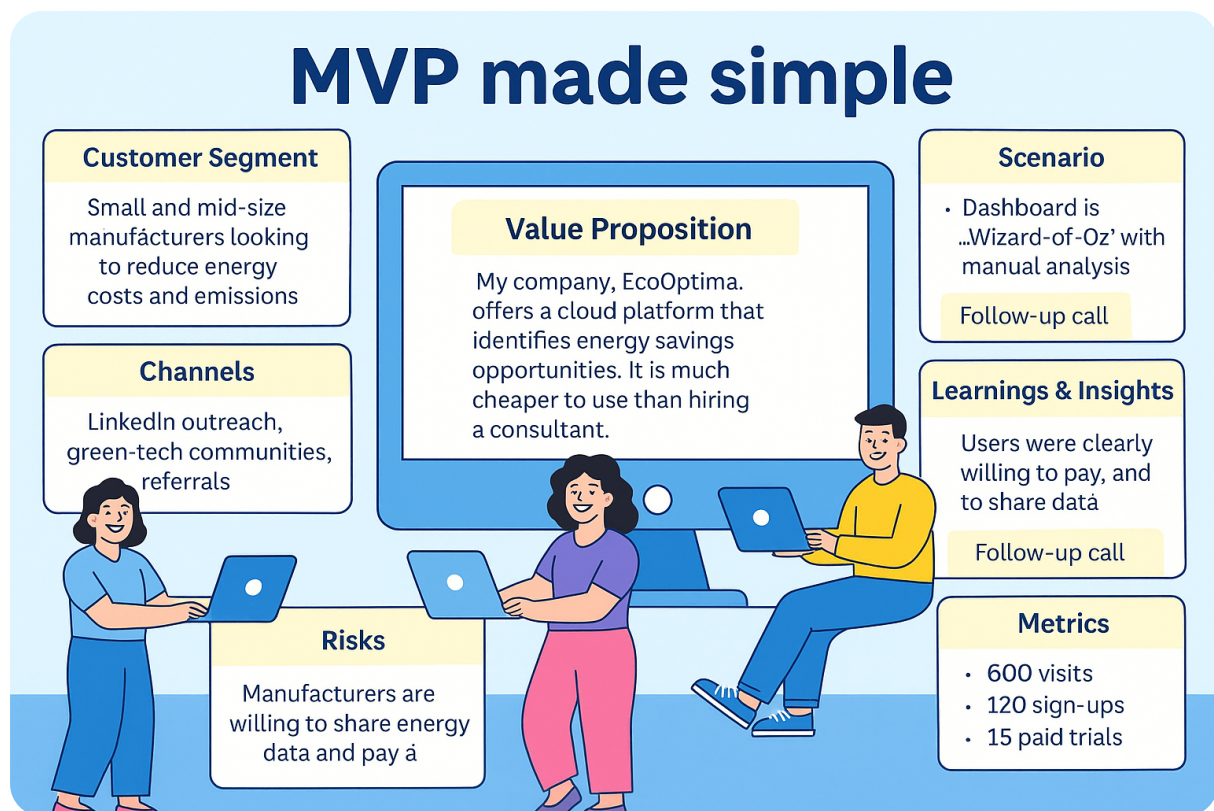 MVP made simple
Customer Segment
Small and mid-size
manufácturers looking
to reduce energy
costs and emissions
Channels
LinkedIn outreach,
green-tech communities,
referrals
Value Proposition
My company, EcoOptima.
offers a cloud platform that
identifies energy savings
opportunities. It is much
cheaper to use than hiring
a consultant.
Risks
Manufacturers are
willing to share energy
data and pay á
Scenario
• Dashboard is
„Wizard-of-Oz’ with
manual analysis
Follow-up call
Learnings & Insights
Users were clearly
willing to pay, and
to share datá
Follow-up call
Metrics
• 600 visits
• 120 sign-ups
• 15 paid trials